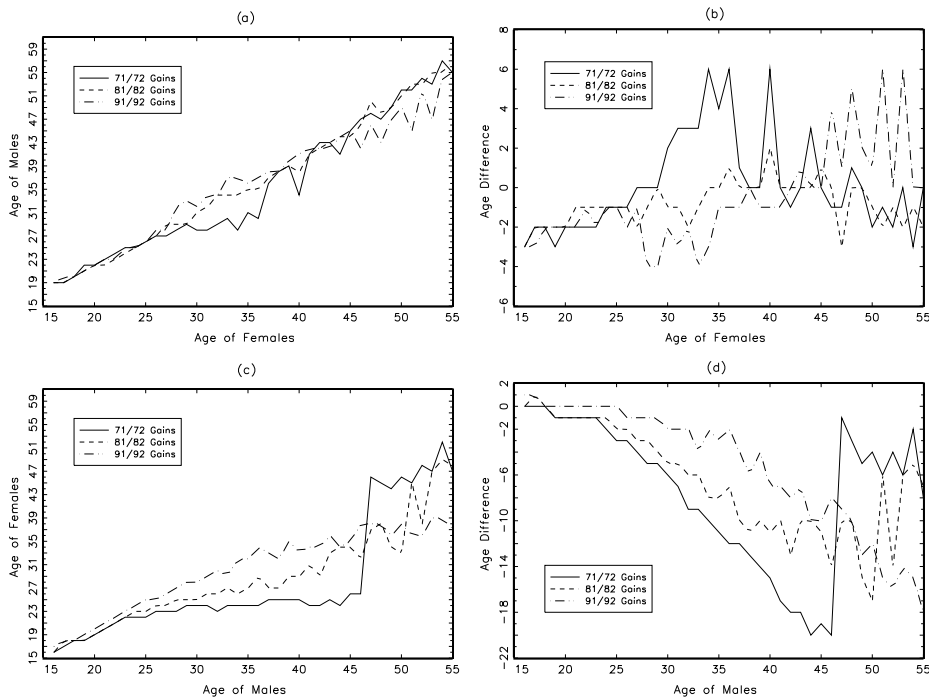 (a)
Age of Males
59
55
51
47
43
39
35
31
27
23
19
15
71/72 Gains
81/82 Gains
91/92 Gains
15 20 25 30 35 40 45 50 55
Age of Females
(b)
Age Difference
8
6
4
2
0
-2
-4
-6
71/72 Gains
81/82 Gains
91/92 Gains
15 20 25 30 35 40 45 50 55
Age of Females
(c)
Age of Females
59
55
51
47
43
39
35
31
27
23
19
15
71/72 Gains
81/82 Gains
91/92 Gains
15 20 25 30 35 40 45 50 55
Age of Males
(d)
Age Difference
2
0
-2
-6
-10
-14
-18
-22
71/72 Gains
81/82 Gains
91/92 Gains
15 20 25 30 35 40 45 50 55
Age of Males